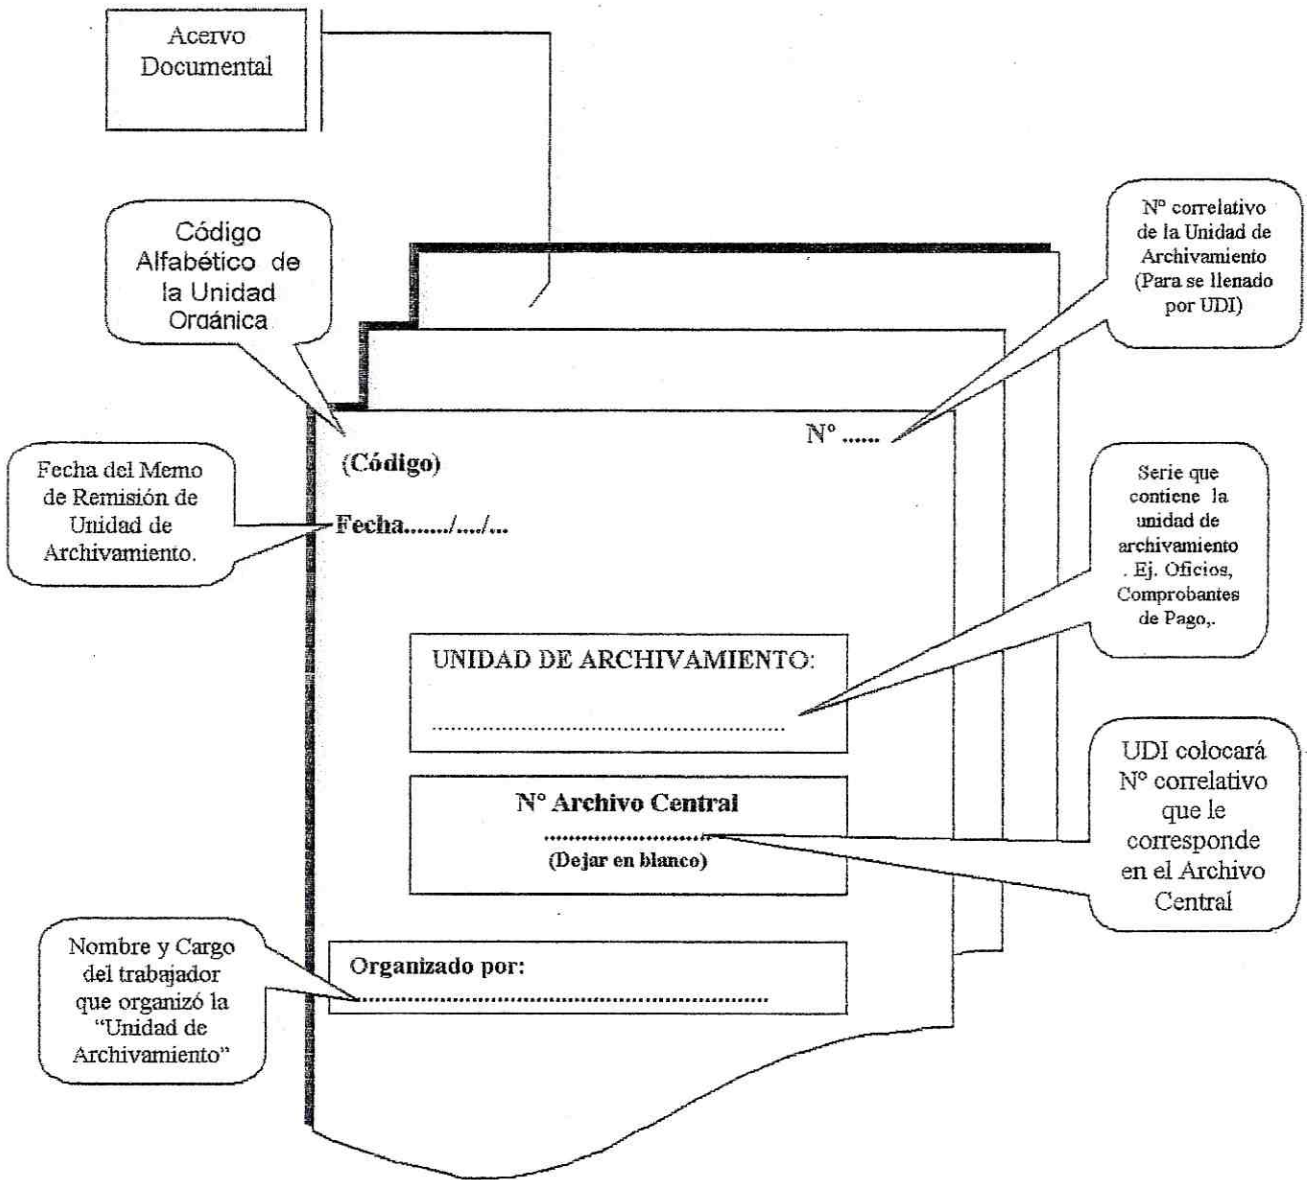 Acervo
Documental
Código
Alfabético de
la Unidad
Orgánica
Nº correlativo
de la Unidad de
Archivamiento
(Para se llenado
por UDI)
Nº ......
(Código)
Fecha del Memo
de Remisión de
Unidad de
Archivamiento.
Fecha......./..../...
Serie que
contiene la
unidad de
archivamiento
. Ej. Oficios,
Comprobantes
de Pago,.
UNIDAD DE ARCHIVAMIENTO:
..................................................
UDI colocará
Nº correlativo
que le
corresponde
en el Archivo
Central
Nº Archivo Central
............................
(Dejar en blanco)
Nombre y Cargo
del trabajador
que organizó la
“Unidad de
Archivamiento”
Organizado por:
......................................................................